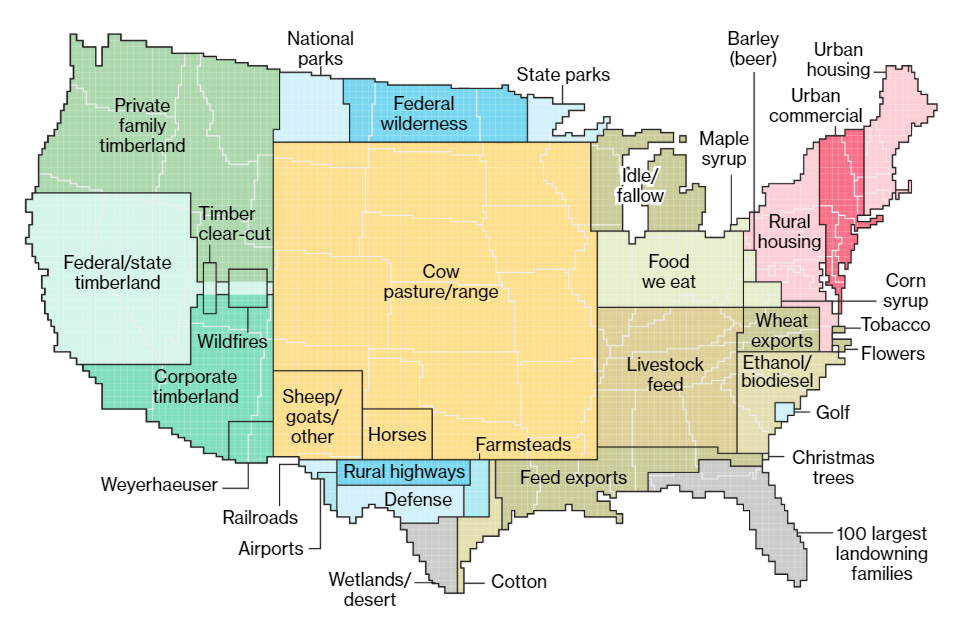 National
parks
State parks
Barley
(beer)
Urban
housing
Urban
commercial
Private
family
timberland
Federal
wilderness
Maple
syrup
Idle/
fallow
Timber
clear-cut
Rural
housing
Federal/state
timberland
Cow
pasture/range
Food
we eat
Corn
syrup
Wildfires
Wheat
exports
Tobacco
Flowers
Corporate
timberland
Livestock
feed
Ethanol/
biodiesel
Sheep/
goats/
other
Horses
Golf
Farmsteads
Weyerhaeuser
Rural highways
Feed exports
Christmas
trees
Defense
Railroads
Airports
100 largest
landowning
families
Wetlands/
desert
Cotton